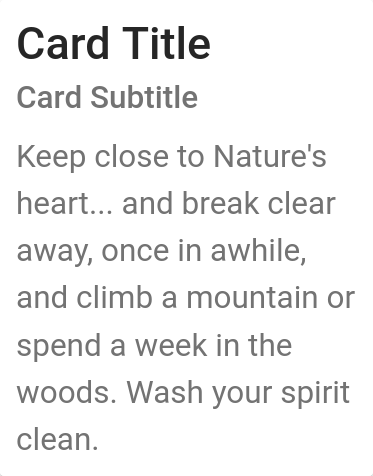 Card Title
Card Subtitle
Keep close to Nature's
heart... and break clear
away, once in awhile,
and climb a mountain or
spend a week in the
woods. Wash your spirit
clean.